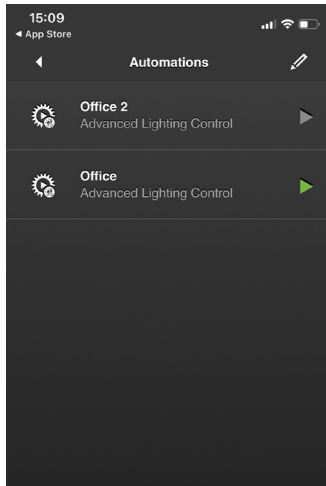 15:09
App Store
Automations
Office 2
Advanced Lighting Control
Office
Advanced Lighting Control